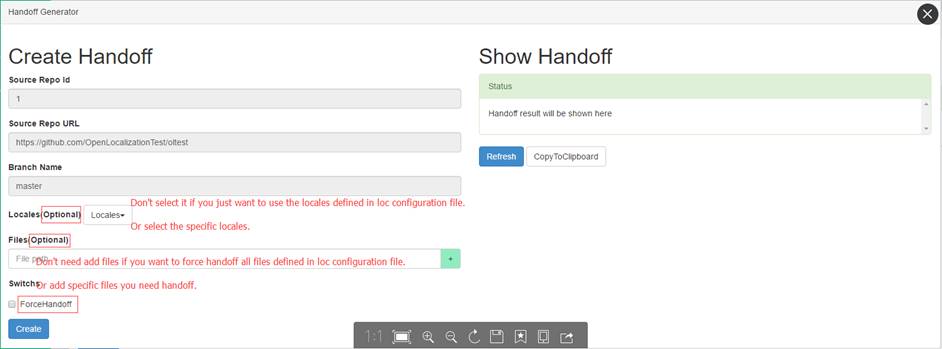 Handoff Generator
Create Handoff
Source Repo Id
1
Source Repo URL
https://github.com/OpenLocalizationTest/oltest
Branch Name
master
Locales(Optional) Locales
Don't select it if you just want to use the locales defined in loc configuration file.
Or select the specific locales.
Files(Optional)
File path
+
Don't need add files if you want to force handoff all files defined in loc configuration file.
Switchs
Or add specific files you need handoff.
ForceHandoff
Create
Show Handoff
Status
Handoff result will be shown here
Refresh CopyToClipboard
1:1